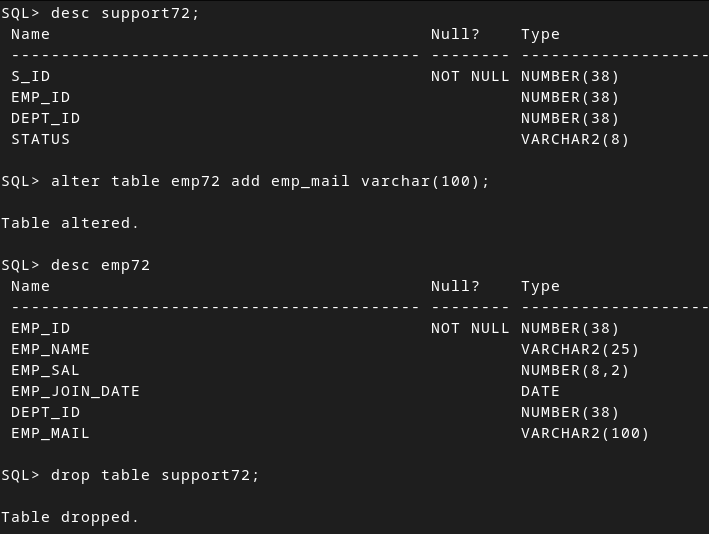 SQL> desc support72;
 Name                                      Null?    Type
 ----------------------------------------- -------- -------------------
 S_ID                                      NOT NULL NUMBER(38)
 EMP_ID                                             NUMBER(38)
 DEPT_ID                                            NUMBER(38)
 STATUS                                             VARCHAR2(8)
SQL> alter table emp72 add emp_mail varchar(100);
Table altered.
SQL> desc emp72
 Name                                      Null?    Type
 ----------------------------------------- -------- -------------------
 EMP_ID                                    NOT NULL NUMBER(38)
 EMP_NAME                                           VARCHAR2(25)
 EMP_SAL                                            NUMBER(8,2)
 EMP_JOIN_DATE                                      DATE
 DEPT_ID                                            NUMBER(38)
 EMP_MAIL                                           VARCHAR2(100)
SQL> drop table support72;
Table dropped.